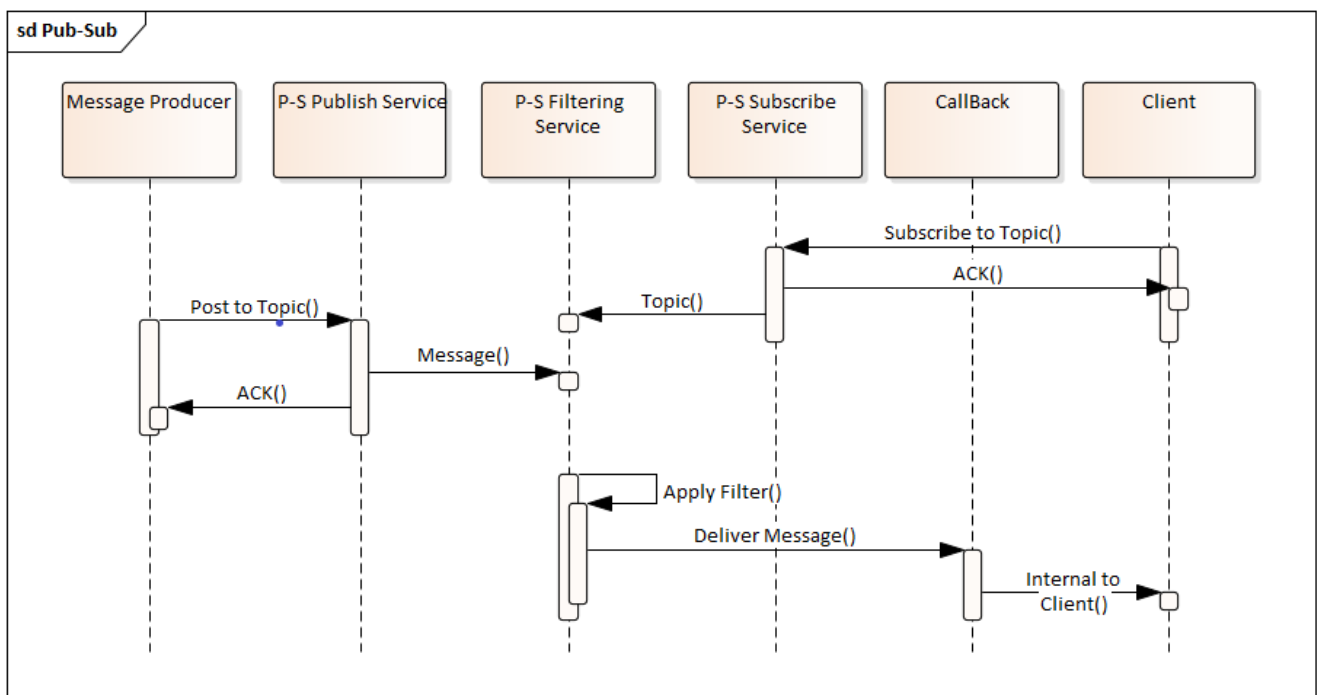 sd Pub-Sub
Message Producer
P-S Publish Service
P-S Filtering
Service
P-S Subscribe
Service
CallBack
Client
Subscribe to Topic()
ACK()
Topic()
Post to Topic()
Message()
ACK()
Apply Filter()
Deliver Message()
Internal to
Client()